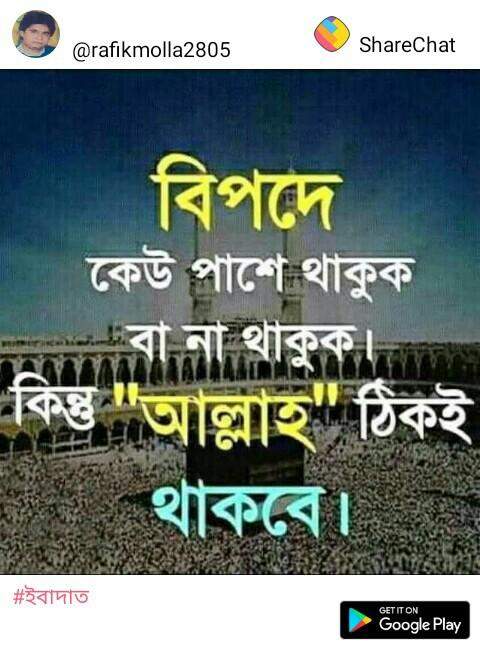 @rafikmolla2805
ShareChat
বিপদে
কেউ পাশে থাকুক
বা না থাকুক।
কিন্তু "আল্লাহ" ঠিকই
থাকবে।
#ইবাদাত
GET IT ON
Google Play